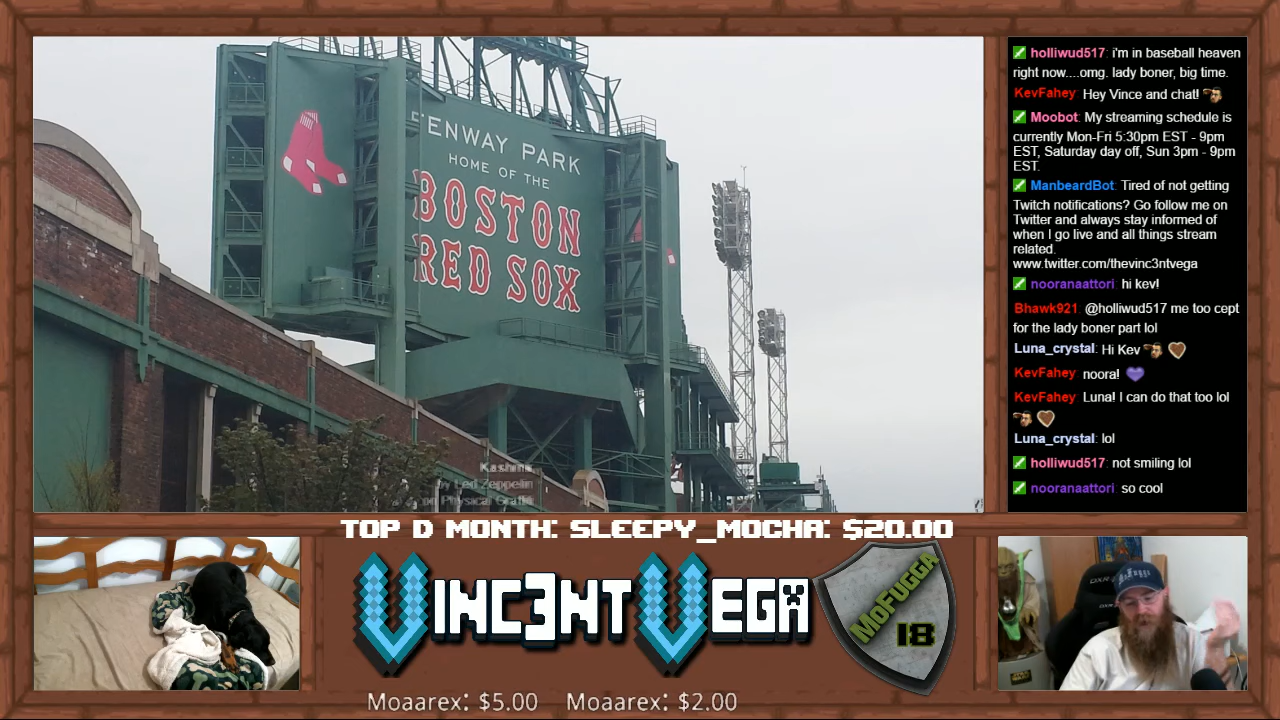 FENWAY PARK
HOME OF THE
BOSTON
RED SOX
Kashmir
by Led Zeppelin
on Physical Graffiti
holliwud517: i'm in baseball heaven
right now....omg. lady boner, big time.
KevFahey: Hey Vince and chat!
Moobot: My streaming schedule is
currently Mon-Fri 5:30pm EST - 9pm
EST, Saturday day off, Sun 3pm - 9pm
EST.
ManbeardBot: Tired of not getting
Twitch notifications? Go follow me on
Twitter and always stay informed of
when I go live and all things stream
related.
www.twitter.com/thevinc3ntvega
nooranaattori: hi kev!
Bhawk921: @holliwud517 me too cept
for the lady boner part lol
Luna_crystal: Hi Kev
KevFahey: noora!
KevFahey: Luna! I can do that too lol
Luna_crystal: lol
holliwud517: not smiling lol
nooranaattori: so cool
TOP D MONTH: SLEEPY_MOCHA: $20.00
VINC3NTVEGA
MOFUGGA
18
Moaarex: $5.00 Moaarex: $2.00